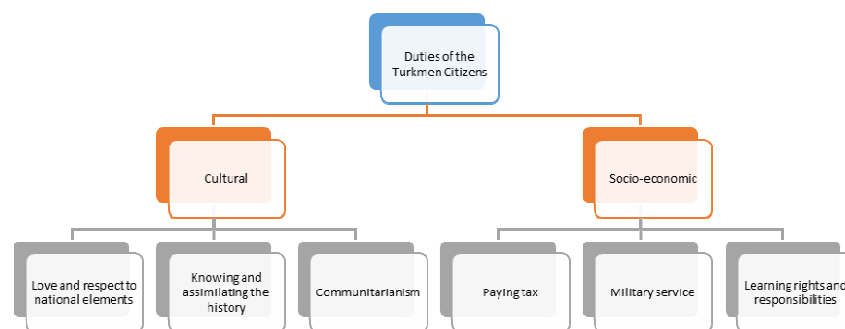 Duties of the
Turkmen Citizens
Cultural
Socio-economic
Love and respect to
national elements
Knowing and
assimilating the
history
Communitarianism
Paying tax
Military service
Learning rights and
responsibilities